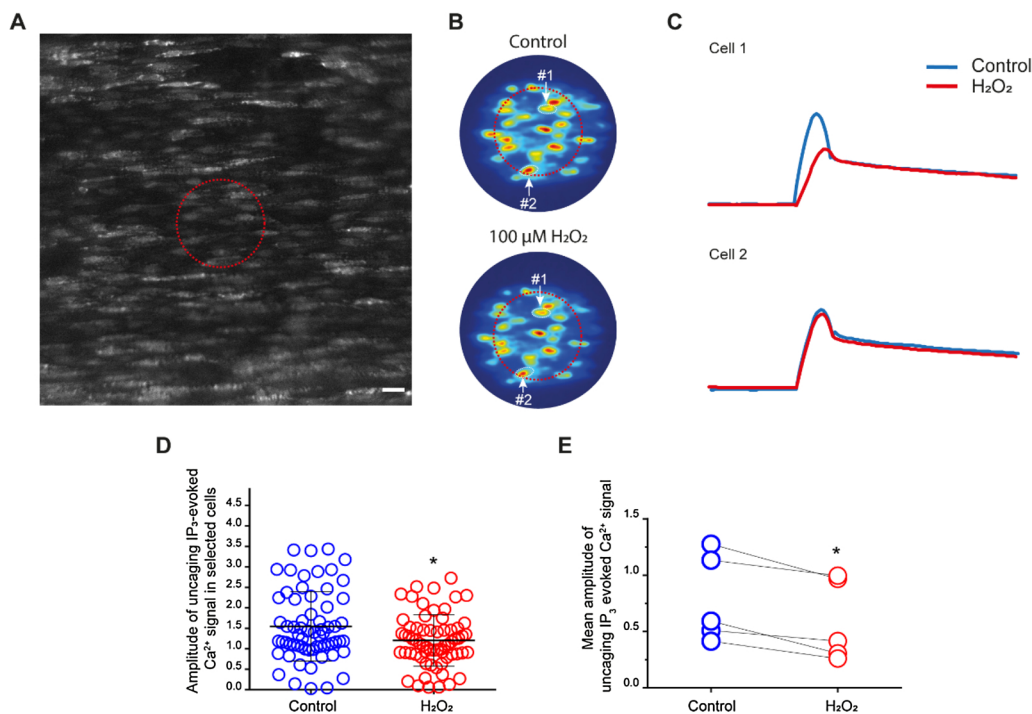 A
B
Control
#1
#2
100 µM H₂O₂
#1
#2
C
Cell 1
Control
H₂O₂
Cell 2
D
Amplitude of uncaging IP₃-evoked
Ca²⁺ signal in selected cells
4.5
4.0
3.5
3.0
2.5
2.0
1.5
1.0
0.5
0.0
*
Control
H₂O₂
E
Mean amplitude of
uncaging IP₃ evoked Ca²⁺ signal
1.5
1.0
0.5
0.0
*
Control
H₂O₂